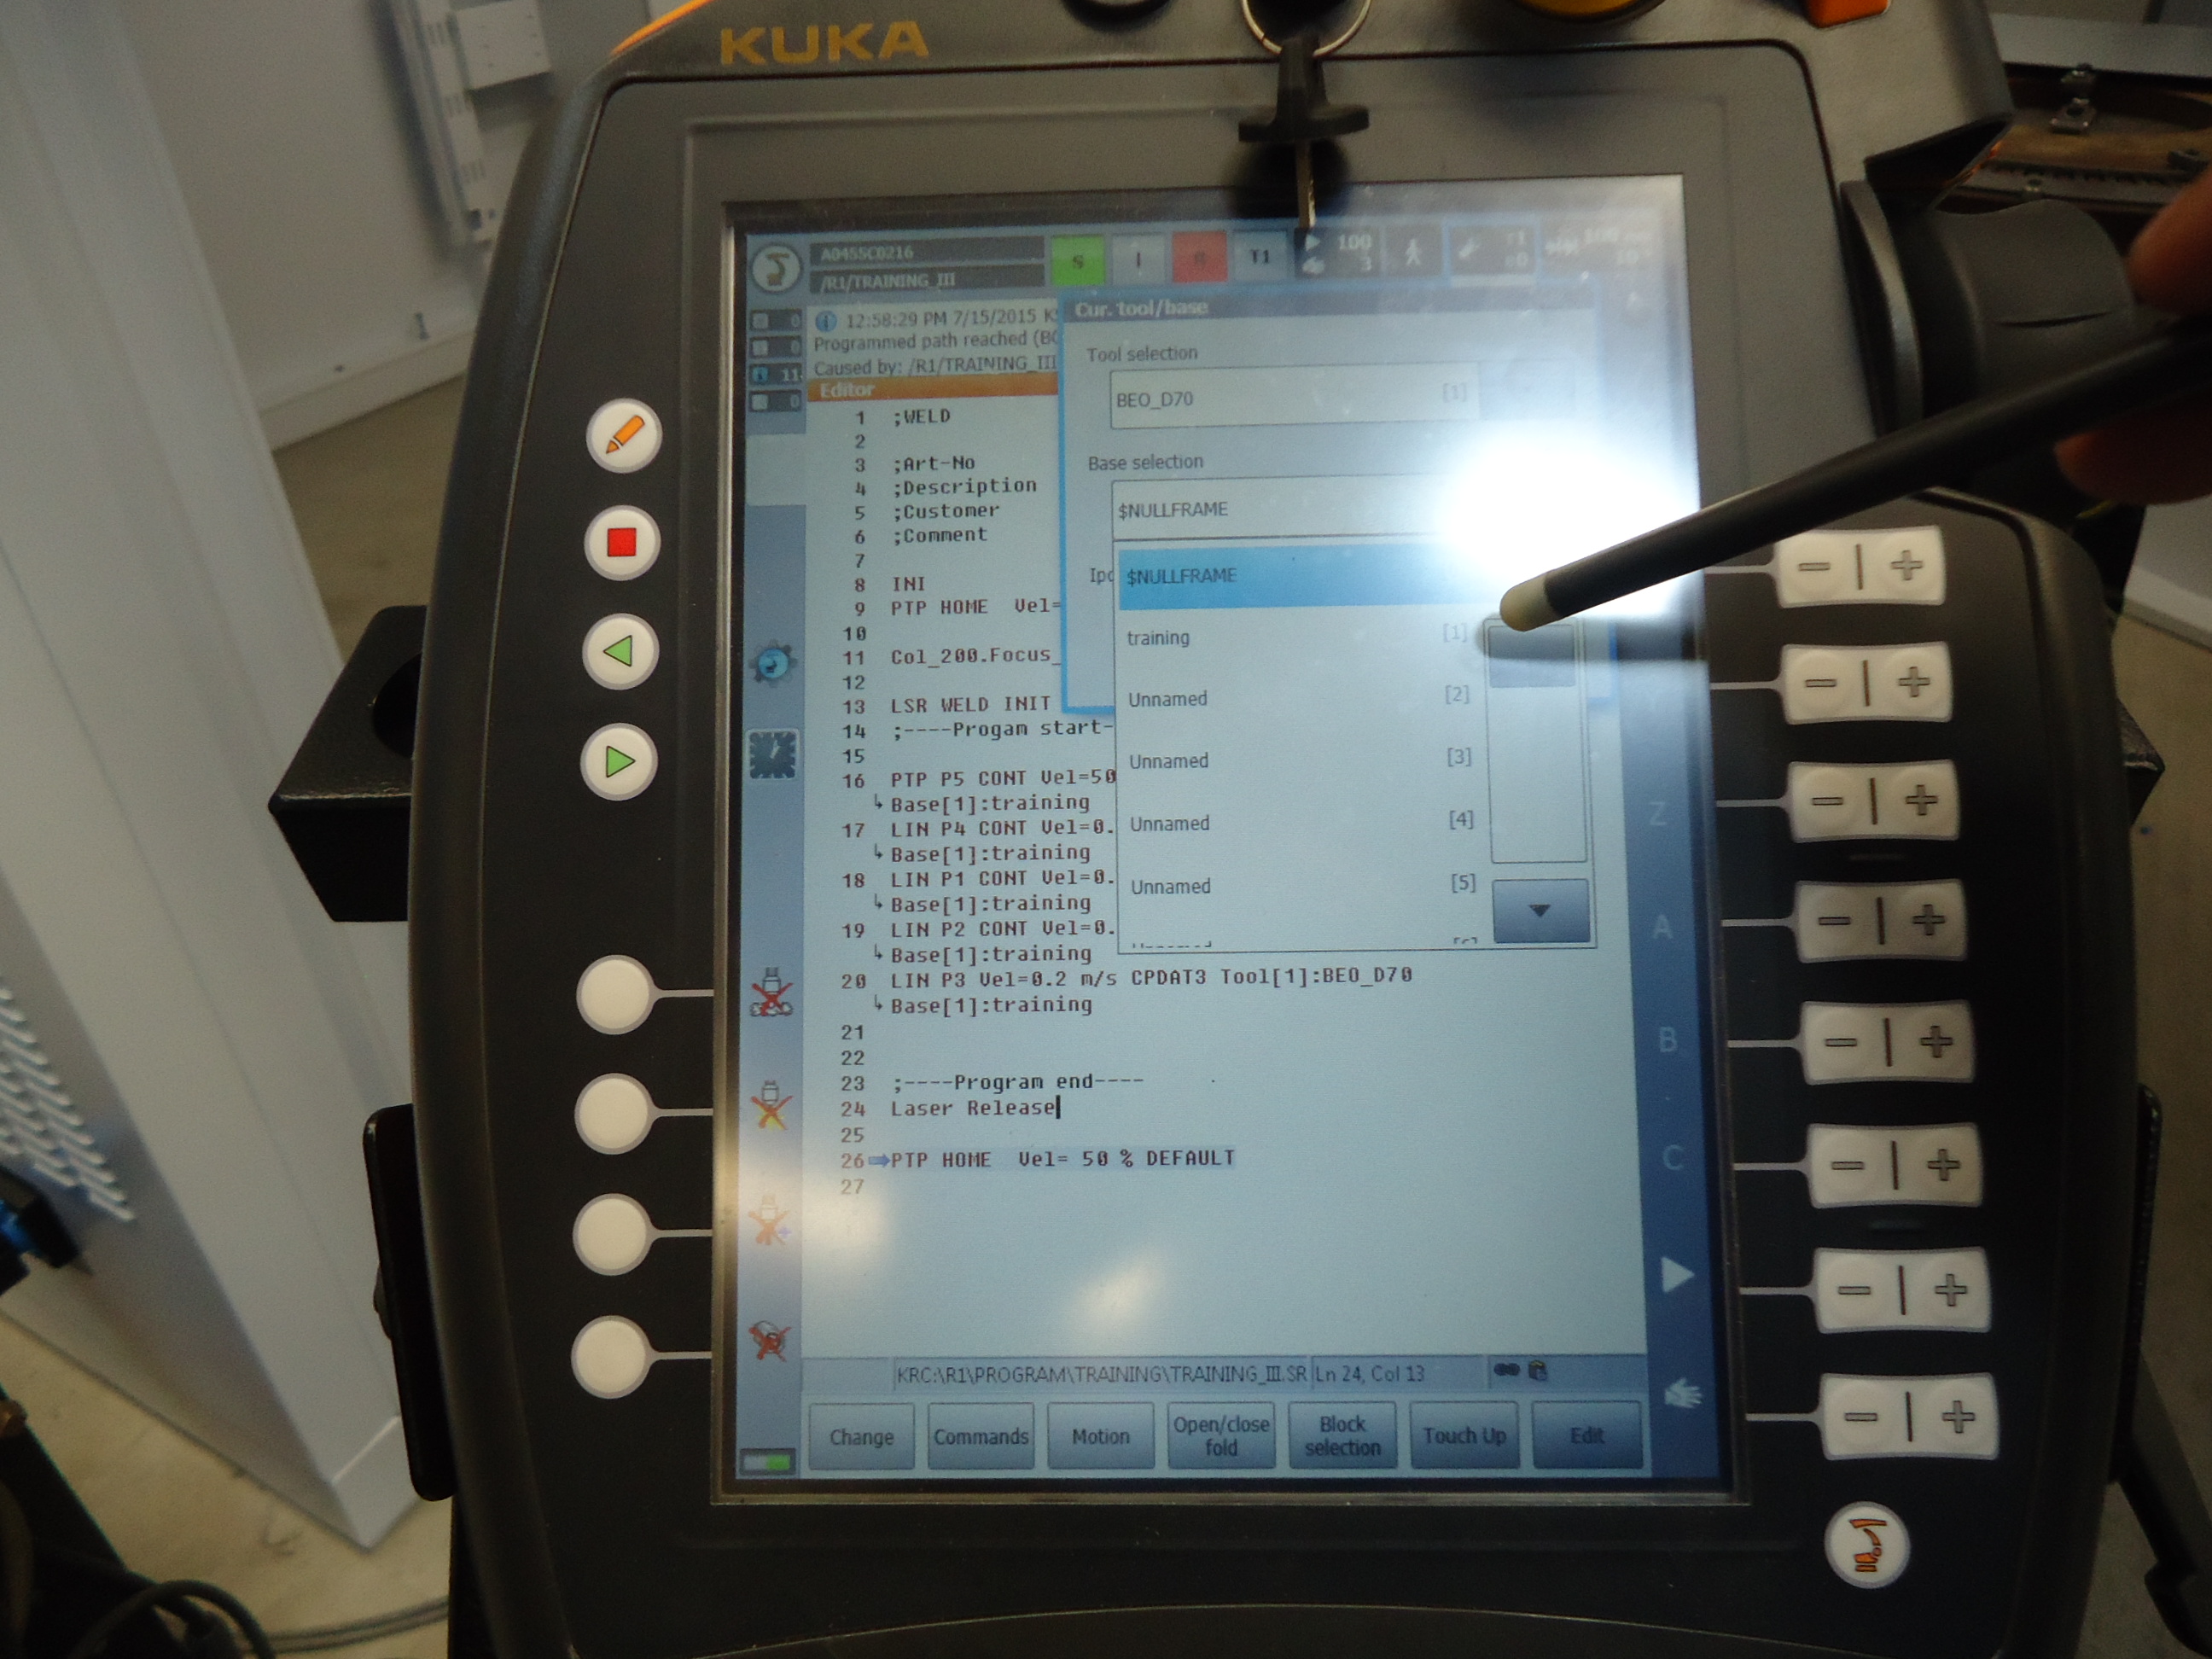 KUKA
A045SC0216
/R1/TRAINING_III
S
I
R
T1
100
3
0
0
11
0
12:58:29 PM 7/15/2015
Programmed path reached
Caused by: /R1/TRAINING_III
Editor
1 ;WELD
2
3 ;Art-No
4 ;Description
5 ;Customer
6 ;Comment
7
8 INI
9 PTP HOME Vel=
10
11 Col_200.Focus_
12
13 LSR WELD INIT
14 ;----Progam start-
15
16 PTP P5 CONT Vel=50
Base[1]:training
17 LIN P4 CONT Vel=0.
Base[1]:training
18 LIN P1 CONT Vel=0.
Base[1]:training
19 LIN P2 CONT Vel=0.
Base[1]:training
20 LIN P3 Vel=0.2 m/s CPDAT3 Tool[1]:BEO_D70
Base[1]:training
21
22
23 ;----Program end----
24 Laser Release
25
26 PTP HOME Vel= 50 % DEFAULT
27
Cur. tool/base
Tool selection
BEO_D70 [1]
Base selection
$NULLFRAME
Ipo
$NULLFRAME
training [1]
Unnamed [2]
Unnamed [3]
Unnamed [4]
Unnamed [5]
Z
A
B
C
KRC:\R1\PROGRAM\TRAINING\TRAINING_III.SR Ln 24, Col 13
Change
Commands
Motion
Open/close fold
Block selection
Touch Up
Edit